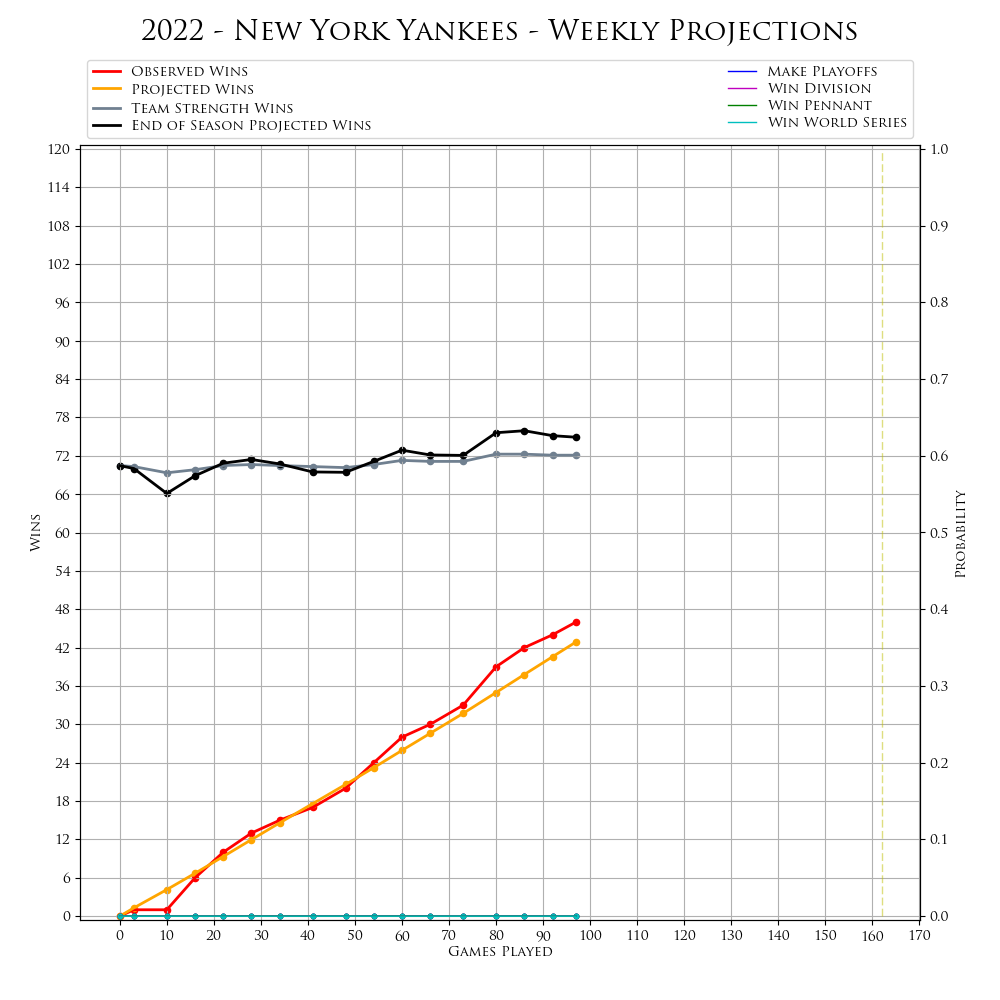 2022 - New York Yankees - Weekly Projections
Observed Wins
Projected Wins
Team Strength Wins
End of Season Projected Wins
Make Playoffs
Win Division
Win Pennant
Win World Series
120
114
108
102
96
90
84
78
72
66
60
54
48
42
36
30
24
18
12
6
0
Wins
1.0
0.9
0.8
0.7
0.6
0.5
0.4
0.3
0.2
0.1
0.0
Probability
0 10 20 30 40 50 60 70 80 90 100 110 120 130 140 150 160 170
Games Played